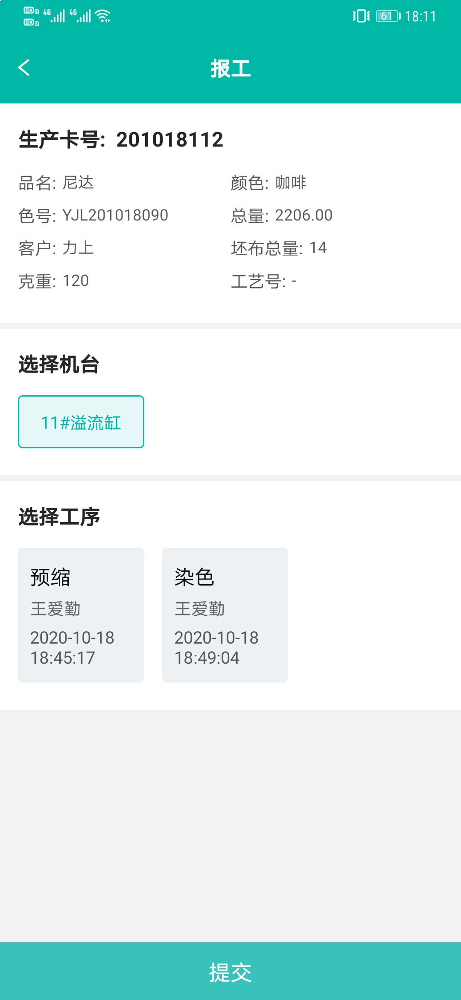 HD 1 4G 4G 61 18:11
HD 2
报工
生产卡号: 201018112
品名: 尼达 颜色: 咖啡
色号: YJL201018090 总量: 2206.00
客户: 力上 坯布总量: 14
克重: 120 工艺号: -
选择机台
11#溢流缸
选择工序
预缩
王爱勤
2020-10-18
18:45:17
染色
王爱勤
2020-10-18
18:49:04
提交